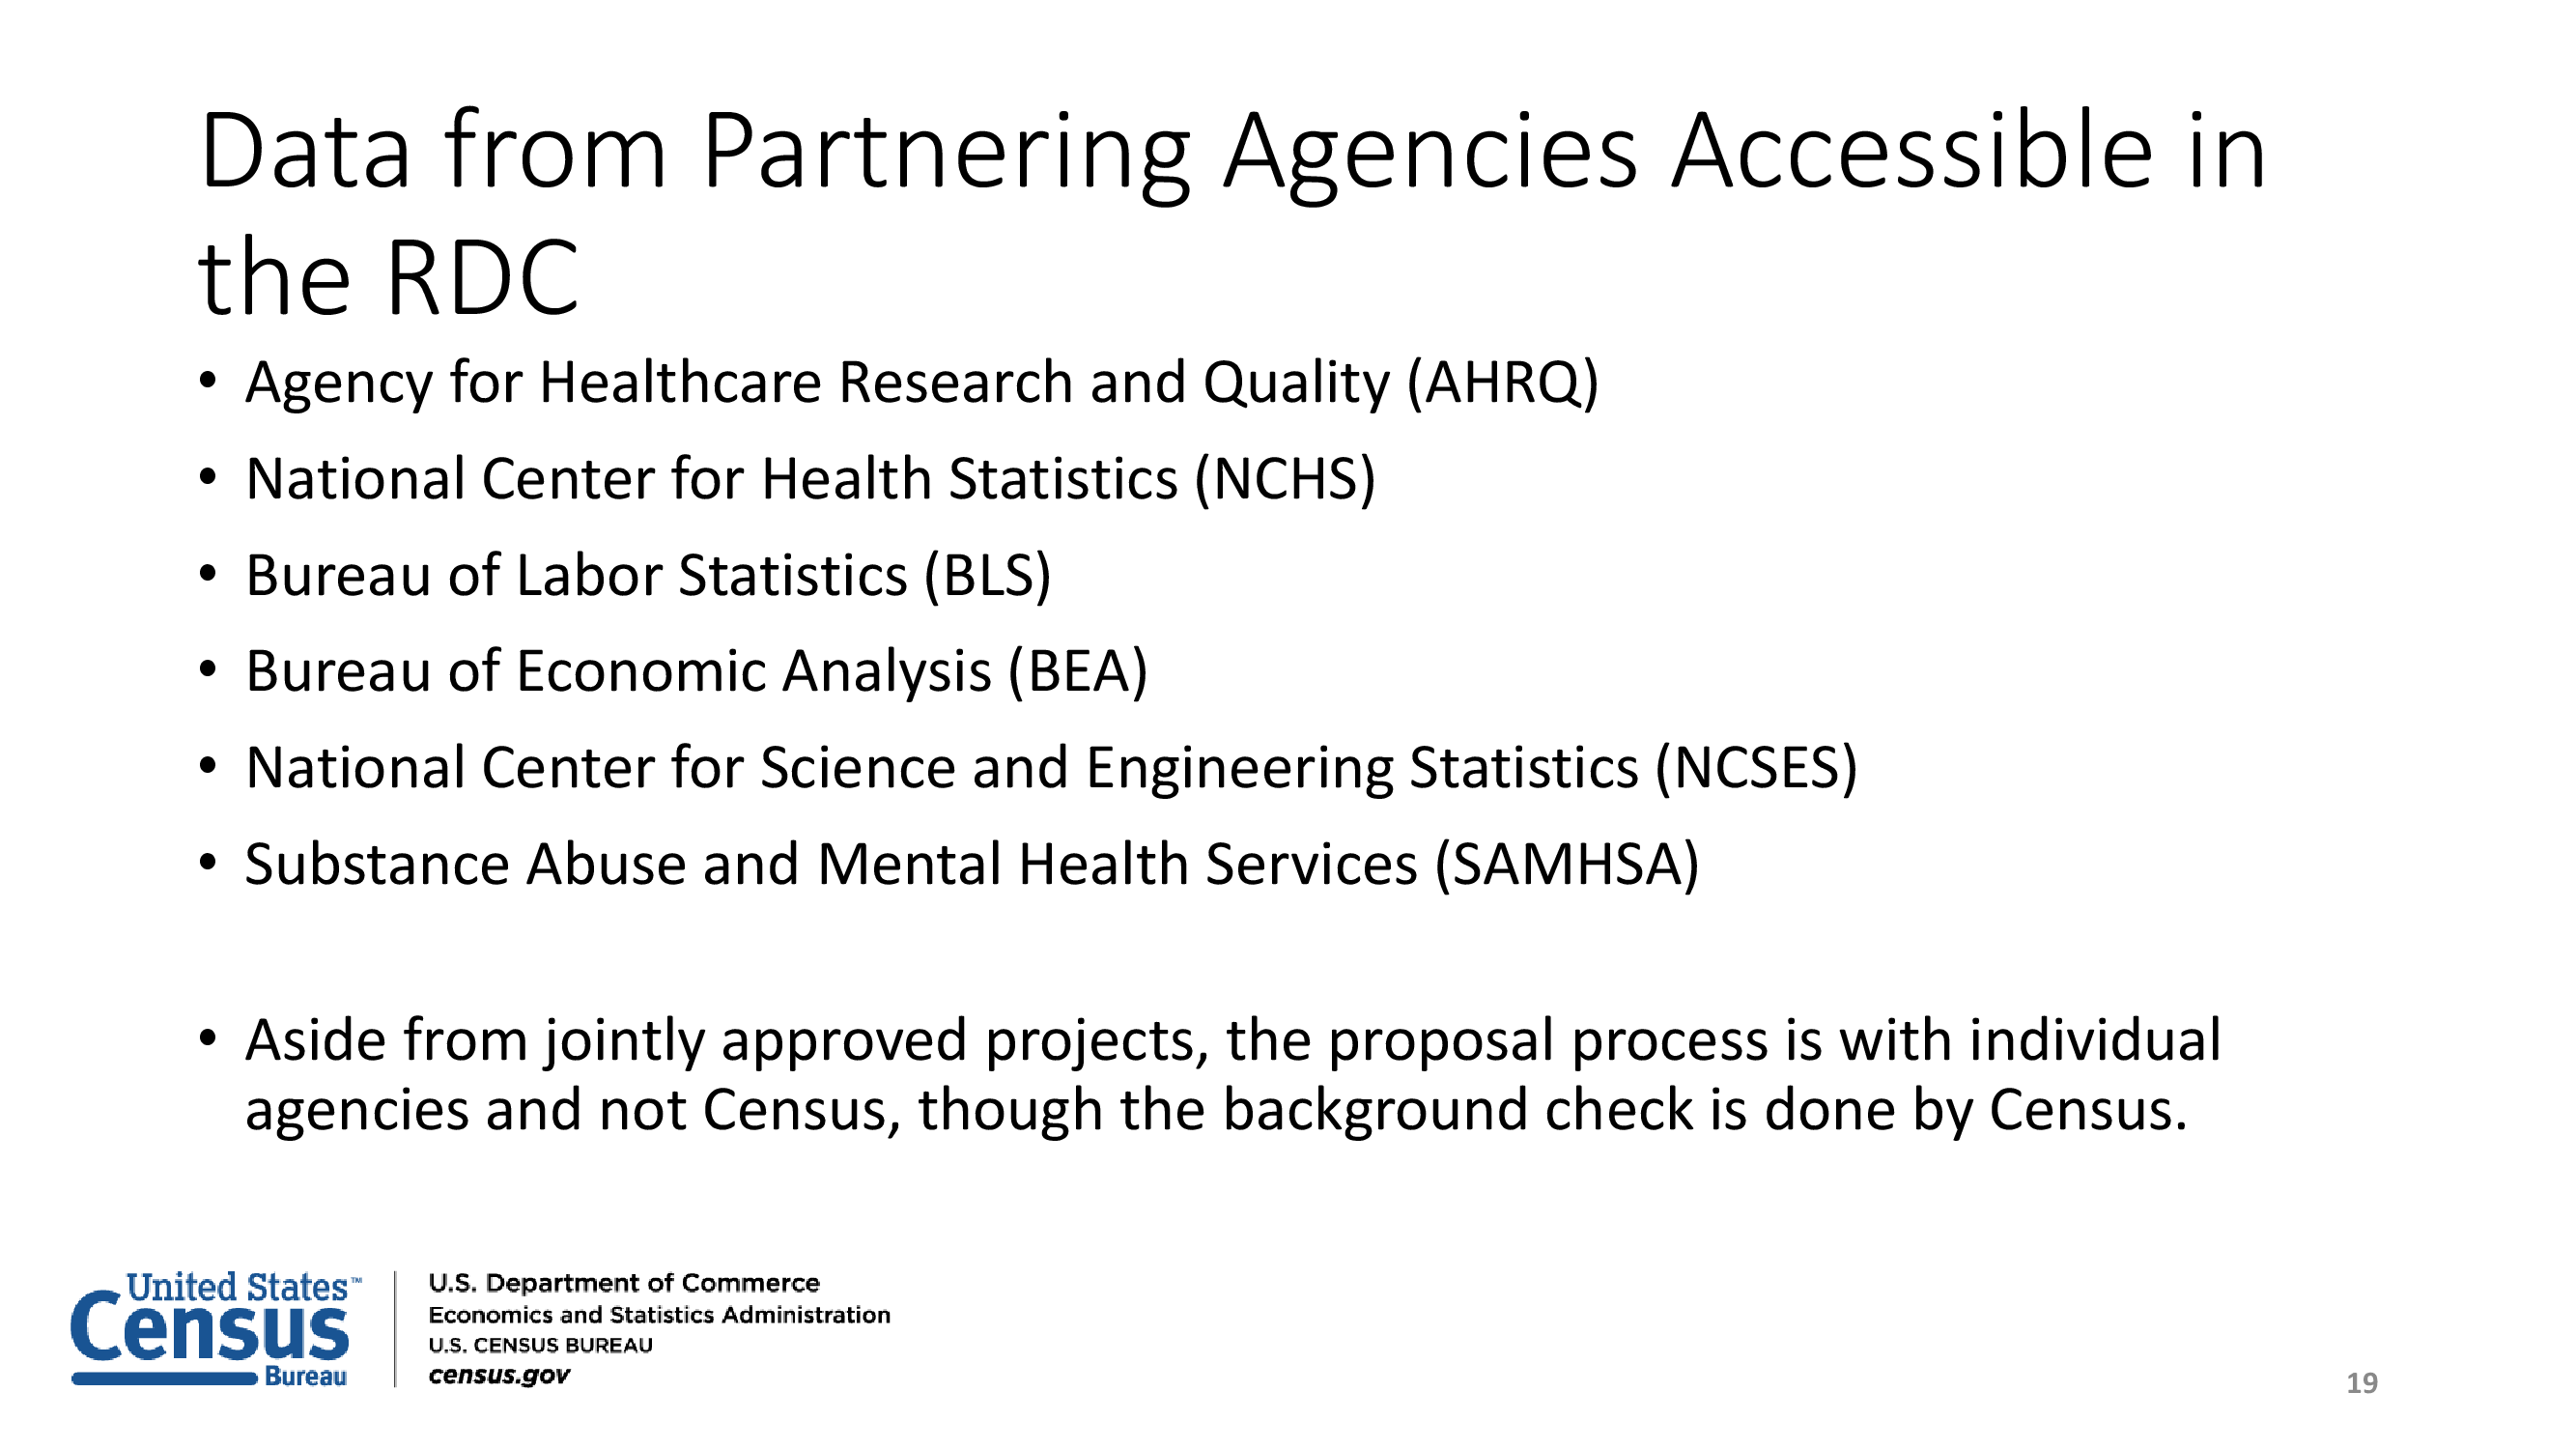 Data from Partnering Agencies Accessible in
the RDC
• Agency for Healthcare Research and Quality (AHRQ)
• National Center for Health Statistics (NCHS)
• Bureau of Labor Statistics (BLS)
• Bureau of Economic Analysis (BEA)
• National Center for Science and Engineering Statistics (NCSES)
• Substance Abuse and Mental Health Services (SAMHSA)
• Aside from jointly approved projects, the proposal process is with individual
agencies and not Census, though the background check is done by Census.
United States™
Census
Bureau
U.S. Department of Commerce
Economics and Statistics Administration
U.S. CENSUS BUREAU
census.gov
19